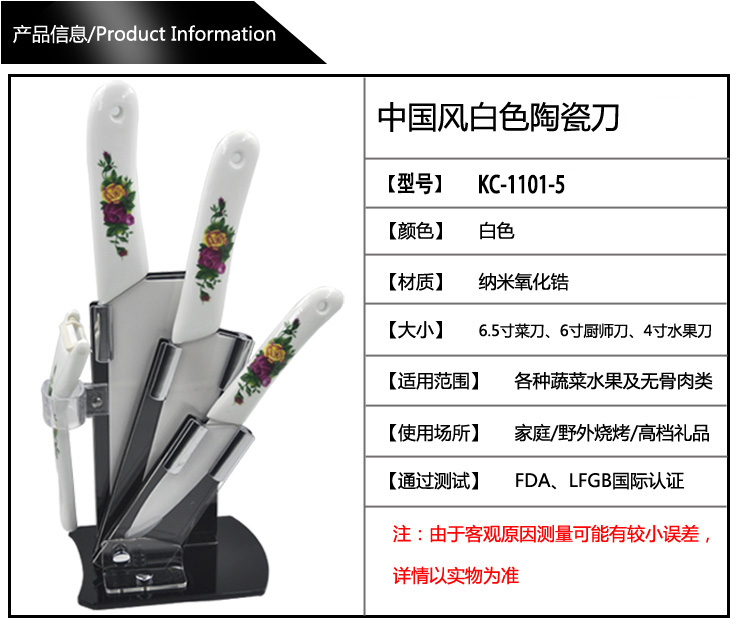 产品信息/Product Information
中国风白色陶瓷刀
【型号】 KC-1101-5
【颜色】 白色
【材质】 纳米氧化锆
【大小】 6.5寸菜刀、6寸厨师刀、4寸水果刀
【适用范围】 各种蔬菜水果及无骨肉类
【使用场所】 家庭/野外烧烤/高档礼品
【通过测试】 FDA、LFGB国际认证
注：由于客观原因测量可能有较小误差，
详情以实物为准